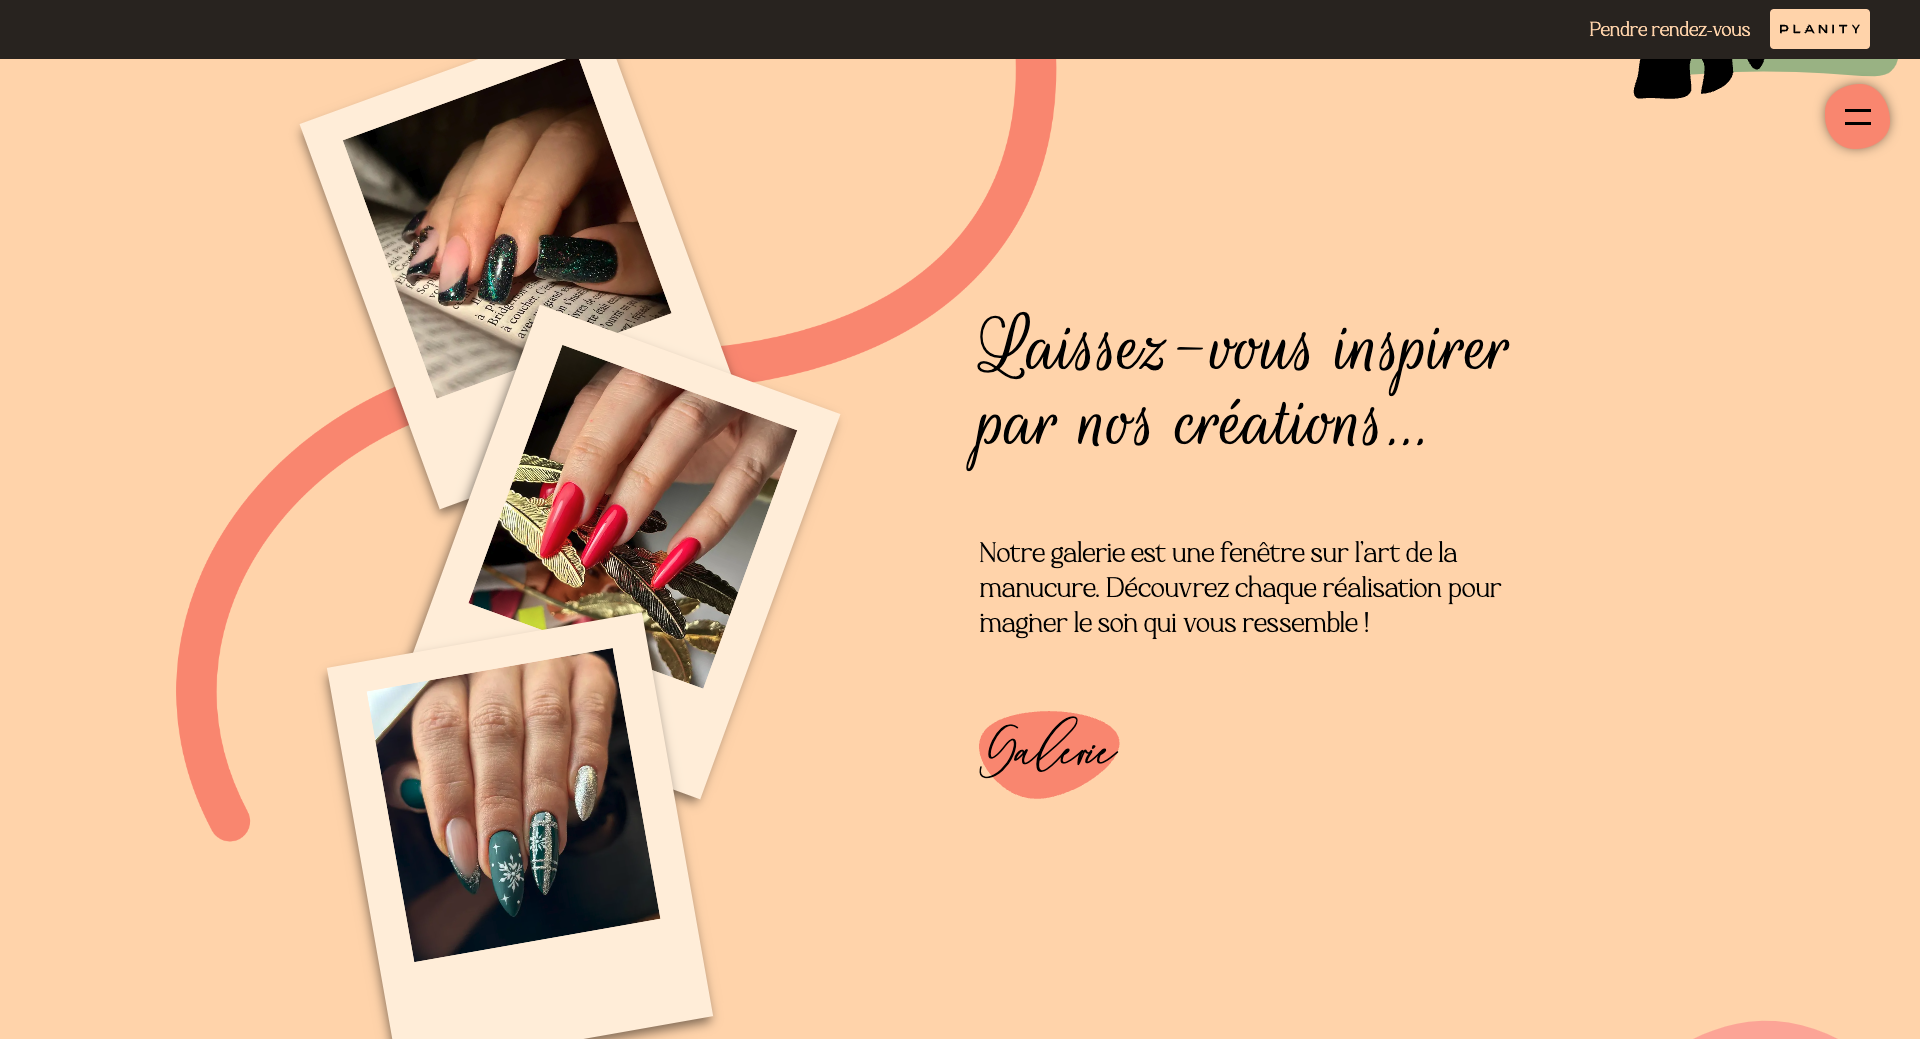 Pendre rendez-vous
PLANITY
Laissez-vous inspirer
par nos créations...
Notre galerie est une fenêtre sur l'art de la
manucure. Découvrez chaque réalisation pour
imaginer le soin qui vous ressemble !
Galerie